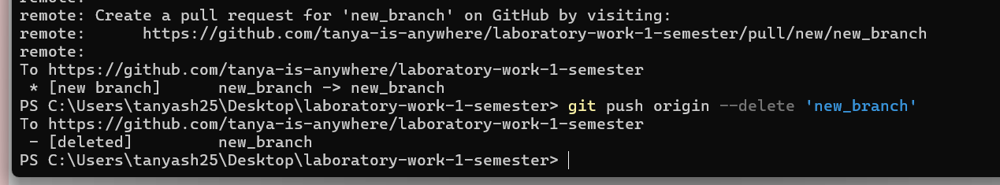 remote:
remote: Create a pull request for 'new_branch' on GitHub by visiting:
remote:      https://github.com/tanya-is-anywhere/laboratory-work-1-semester/pull/new/new_branch
remote:
To https://github.com/tanya-is-anywhere/laboratory-work-1-semester
 * [new branch]      new_branch -> new_branch
PS C:\Users\tanyash25\Desktop\laboratory-work-1-semester> git push origin --delete 'new_branch'
To https://github.com/tanya-is-anywhere/laboratory-work-1-semester
 - [deleted]         new_branch
PS C:\Users\tanyash25\Desktop\laboratory-work-1-semester>